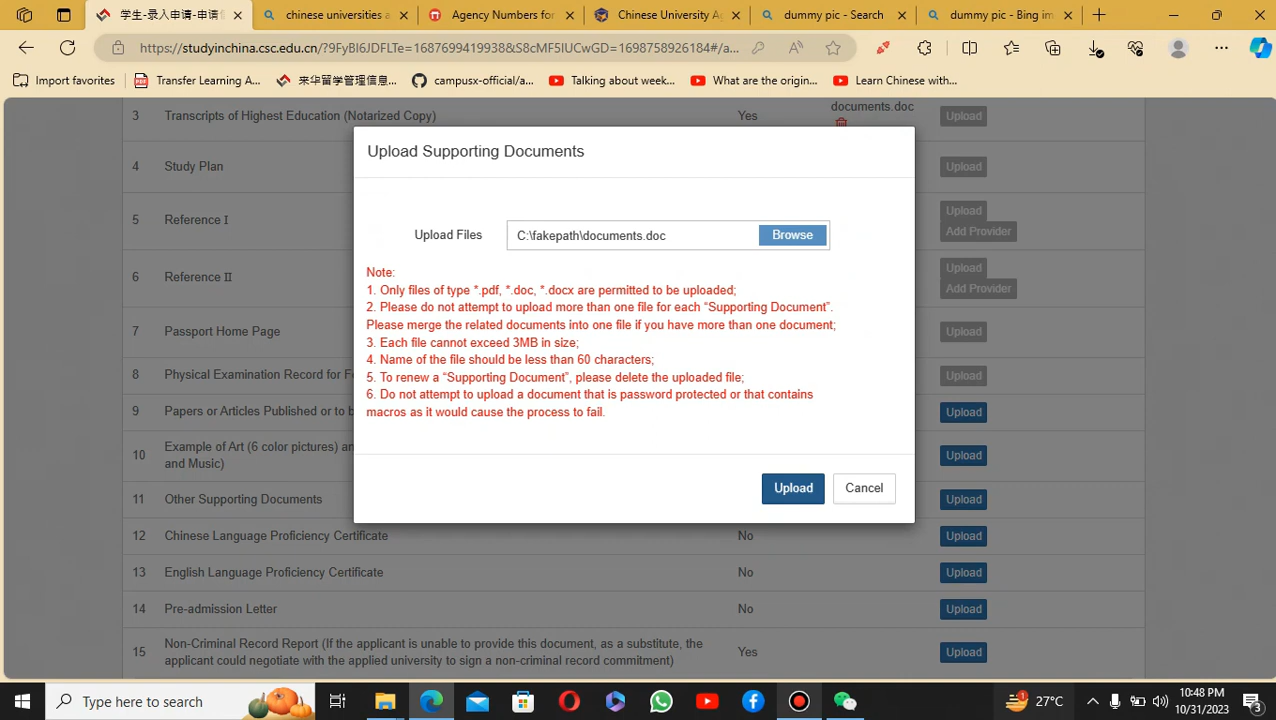 学生-录入申请-申请信
chinese universities a
Agency Numbers for
Chinese University Ag
dummy pic - Search
dummy pic - Bing im
https://studyinchina.csc.edu.cn/?9FyBl6JDFLTe=16876994199388&S8cMF5IUCwGD=1698758926184#/a...
Import favorites
Transfer Learning A...
来华留学管理信息...
campusx-official/a...
Talking about week...
What are the origin...
Learn Chinese with...
3 Transcripts of Highest Education (Notarized Copy) Yes documents.doc Upload
Upload Supporting Documents
4 Study Plan Upload
5 Reference I Upload
Add Provider
Upload Files C:\fakepath\documents.doc Browse
6 Reference II Upload
Add Provider
Note:
1. Only files of type *.pdf, *.doc, *.docx are permitted to be uploaded;
2. Please do not attempt to upload more than one file for each “Supporting Document”.
Please merge the related documents into one file if you have more than one document;
3. Each file cannot exceed 3MB in size;
4. Name of the file should be less than 60 characters;
5. To renew a “Supporting Document”, please delete the uploaded file;
6. Do not attempt to upload a document that is password protected or that contains
macros as it would cause the process to fail.
Upload Cancel
7 Passport Home Page Upload
8 Physical Examination Record for Fo Upload
9 Papers or Articles Published or to b Upload
10 Example of Art (6 color pictures) an Upload
and Music)
11 Other Supporting Documents Upload
12 Chinese Language Proficiency Certificate No Upload
13 English Language Proficiency Certificate No Upload
14 Pre-admission Letter No Upload
15 Non-Criminal Record Report (If the applicant is unable to provide this document, as a substitute, the Yes Upload
applicant could negotiate with the applied university to sign a non-criminal record commitment)
Type here to search
27°C
10:48 PM
10/31/2023